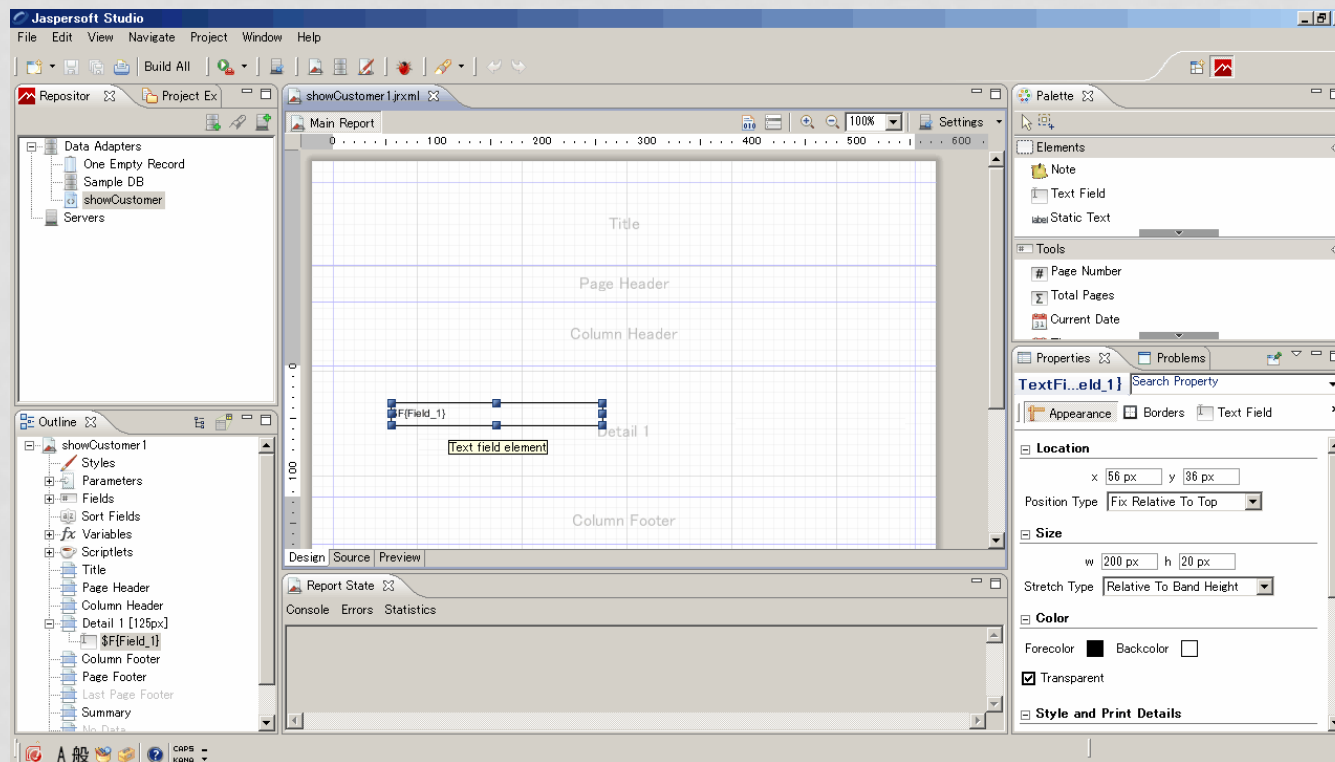 Jaspersoft Studio
File Edit View Navigate Project Window Help
Build All
Repositor
Project Ex
Data Adapters
One Empty Record
Sample DB
showCustomer
Servers
Outline
showCustomer1
Styles
Parameters
Fields
Sort Fields
Variables
Scriptlets
Title
Page Header
Column Header
Detail 1 [125px]
$F{Field_1}
Column Footer
Page Footer
Last Page Footer
Summary
No Data
showCustomer1.jrxml
Main Report
100%
Settings
0 100 200 300 400 500 600
Title
Page Header
Column Header
0
$F{Field_1}
Detail 1
Text field element
100
Column Footer
Design Source Preview
Report State
Console Errors Statistics
Palette
Elements
Note
Text Field
label Static Text
Tools
# Page Number
Σ Total Pages
Current Date
Properties Problems
TextFi...eld_1} Search Property
Appearance Borders Text Field
Location
x 56 px y 36 px
Position Type Fix Relative To Top
Size
w 200 px h 20 px
Stretch Type Relative To Band Height
Color
Forecolor Backcolor
Transparent
Style and Print Details
A 般 CAPS
KANA